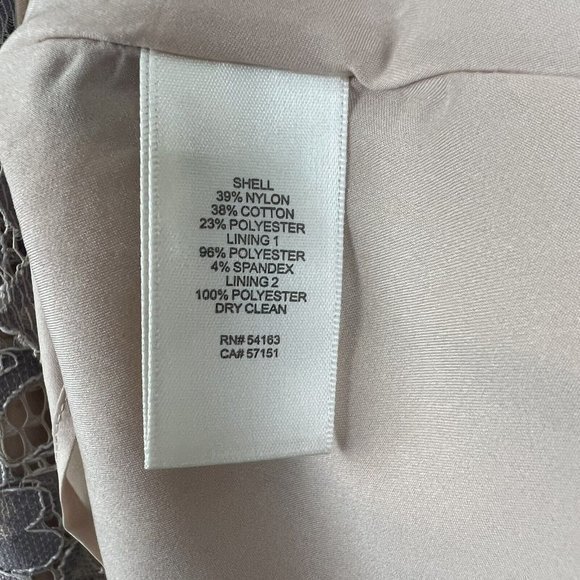 SHELL
39% NYLON
38% COTTON
23% POLYESTER
LINING 1
96% POLYESTER
4% SPANDEX
LINING 2
100% POLYESTER
DRY CLEAN
RN# 54163
CA# 57151